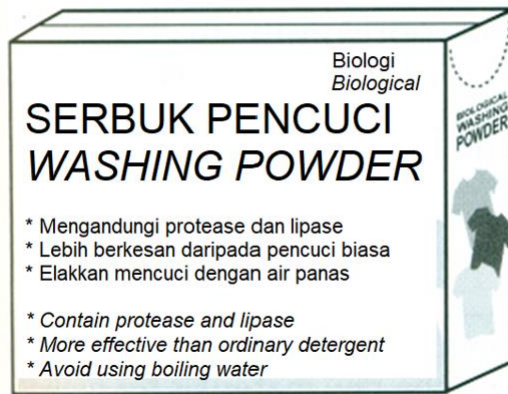 Biologi
Biological
SERBUK PENCUCI
WASHING POWDER
* Mengandungi protease dan lipase
* Lebih berkesan daripada pencuci biasa
* Elakkan mencuci dengan air panas
* Contain protease and lipase
* More effective than ordinary detergent
* Avoid using boiling water
BIOLOGICAL
WASHING
POWDER